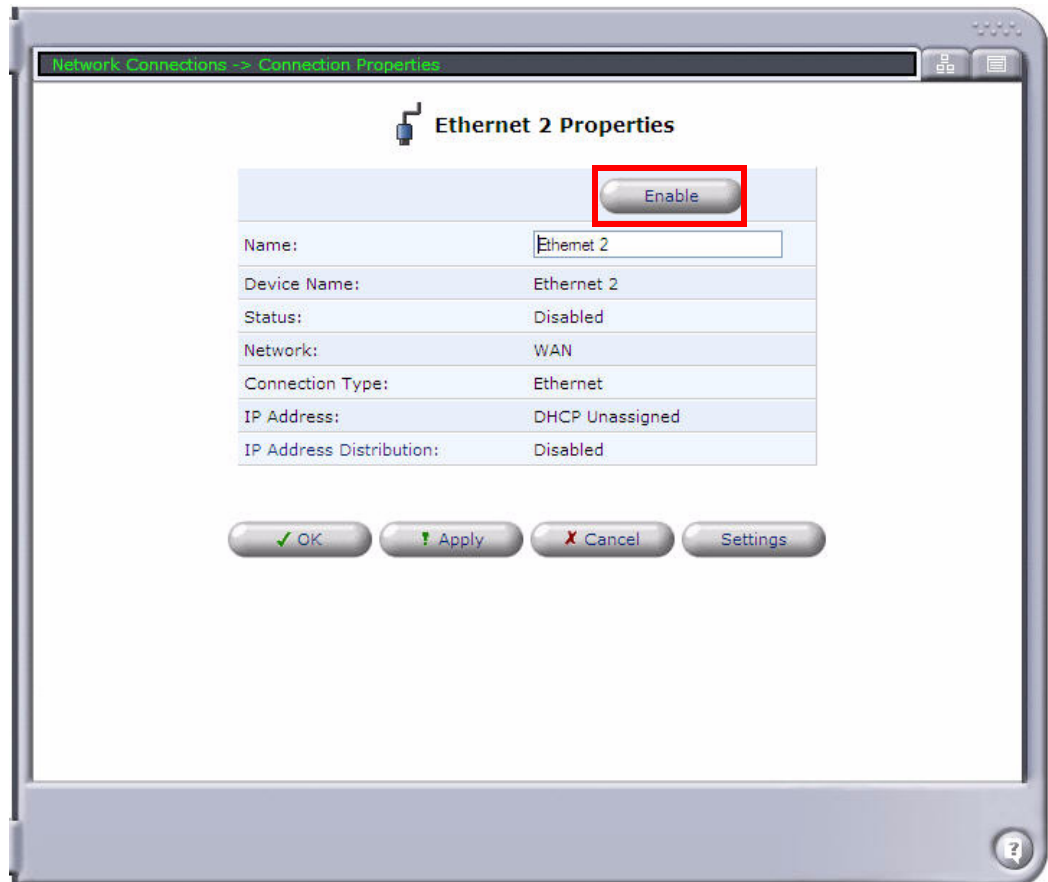 Network Connections -> Connection Properties
Ethernet 2 Properties
Enable
Name: Ethernet 2
Device Name: Ethernet 2
Status: Disabled
Network: WAN
Connection Type: Ethernet
IP Address: DHCP Unassigned
IP Address Distribution: Disabled
✓ OK ! Apply ✗ Cancel Settings
?